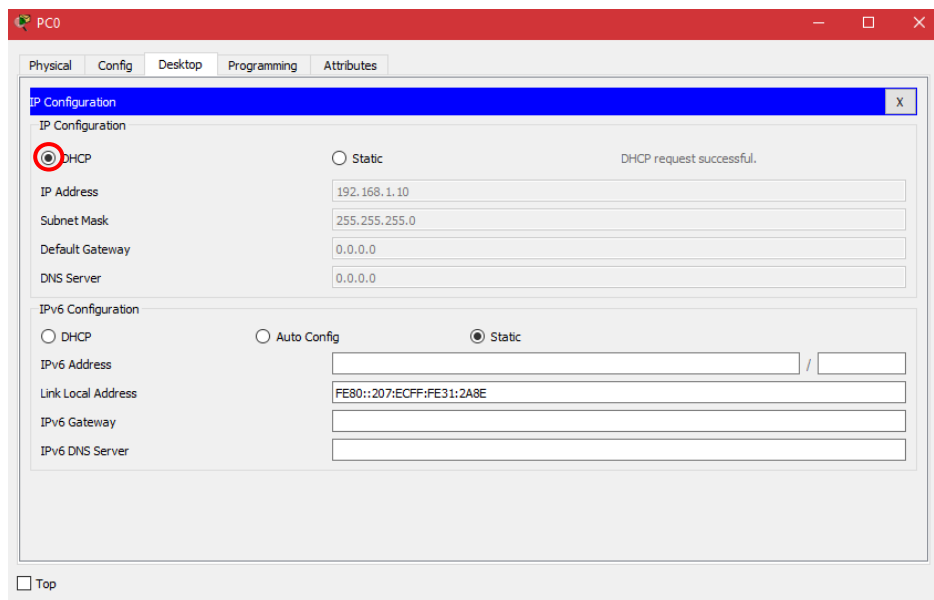 PC0
Physical Config Desktop Programming Attributes
IP Configuration X
IP Configuration
DHCP Static DHCP request successful.
IP Address 192.168.1.10
Subnet Mask 255.255.255.0
Default Gateway 0.0.0.0
DNS Server 0.0.0.0
IPv6 Configuration
DHCP Auto Config Static
IPv6 Address /
Link Local Address FE80::207:ECFF:FE31:2A8E
IPv6 Gateway
IPv6 DNS Server
Top